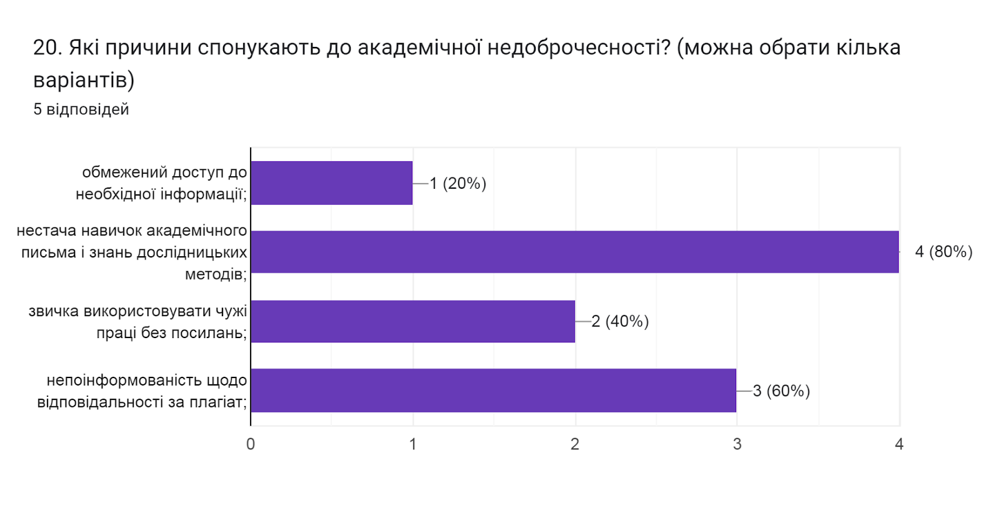 20. Які причини спонукають до академічної недоброчесності? (можна обрати кілька
варіантів)
5 відповідей
обмежений доступ до
необхідної інформації;
1 (20%)
нестача навичок академічного
письма і знань дослідницьких
методів;
4 (80%)
звичка використовувати чужі
праці без посилань;
2 (40%)
непоінформованість щодо
відповідальності за плагіат;
3 (60%)
0 1 2 3 4